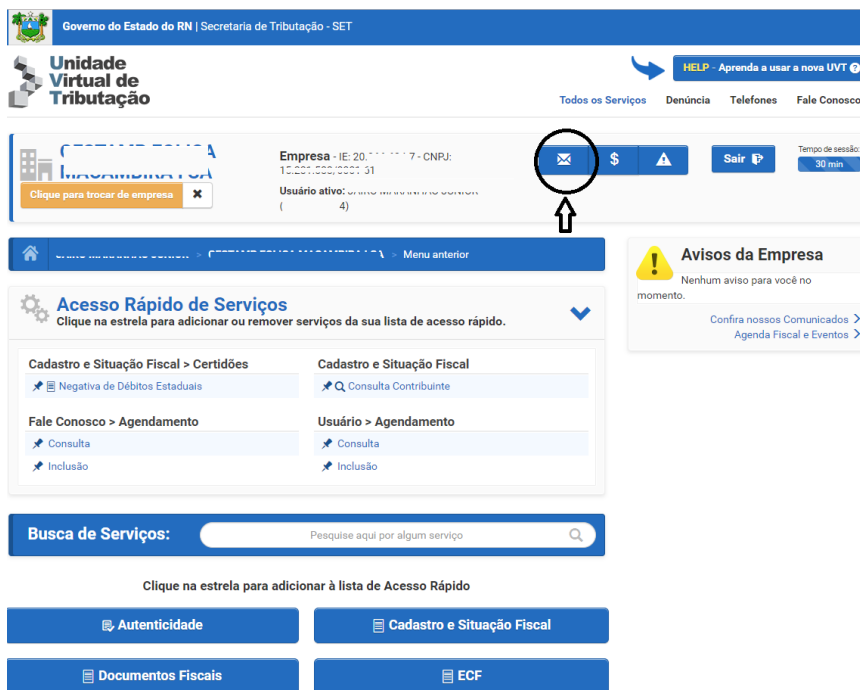 Governo do Estado do RN | Secretaria de Tributação - SET
Unidade
Virtual de
Tributação
HELP - Aprenda a usar a nova UVT
Todos os Serviços Denúncia Telefones Fale Conosco
Empresa - IE: 20. 7 - CNPJ:
Usuário ativo:
( 4)
Clique para trocar de empresa
$
Sair
Tempo de sessão:
30 min
> Menu anterior
Avisos da Empresa
Nenhum aviso para você no
momento.
Confira nossos Comunicados
Agenda Fiscal e Eventos
Acesso Rápido de Serviços
Clique na estrela para adicionar ou remover serviços da sua lista de acesso rápido.
Cadastro e Situação Fiscal > Certidões
Negativa de Débitos Estaduais
Cadastro e Situação Fiscal
Consulta Contribuinte
Fale Conosco > Agendamento
Consulta
Inclusão
Usuário > Agendamento
Consulta
Inclusão
Busca de Serviços:
Pesquise aqui por algum serviço
Clique na estrela para adicionar à lista de Acesso Rápido
Autenticidade
Cadastro e Situação Fiscal
Documentos Fiscais
ECF